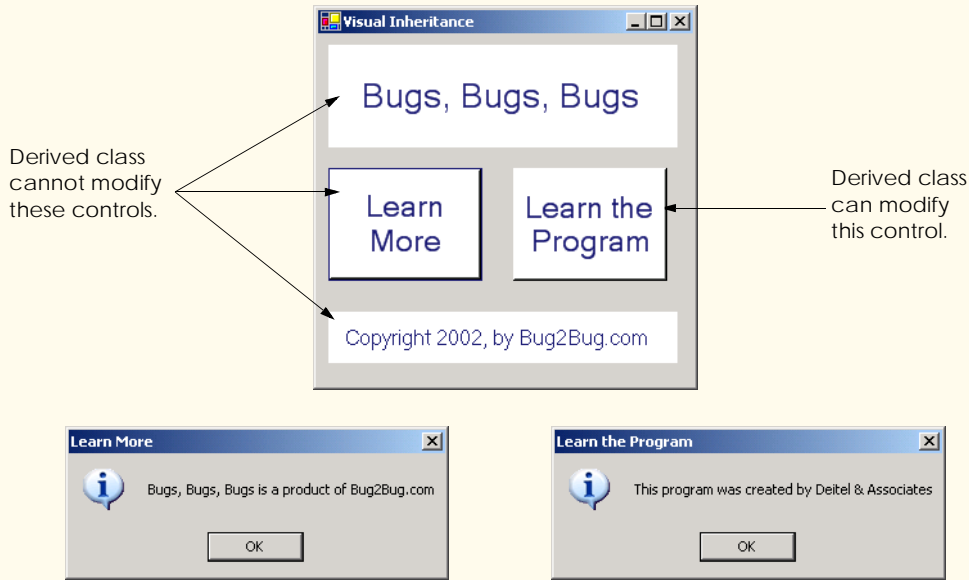 Visual Inheritance
Bugs, Bugs, Bugs
Derived class
cannot modify
these controls.
Learn
More
Learn the
Program
Derived class
can modify
this control.
Copyright 2002, by Bug2Bug.com
Learn More
Bugs, Bugs, Bugs is a product of Bug2Bug.com
OK
Learn the Program
This program was created by Deitel & Associates
OK